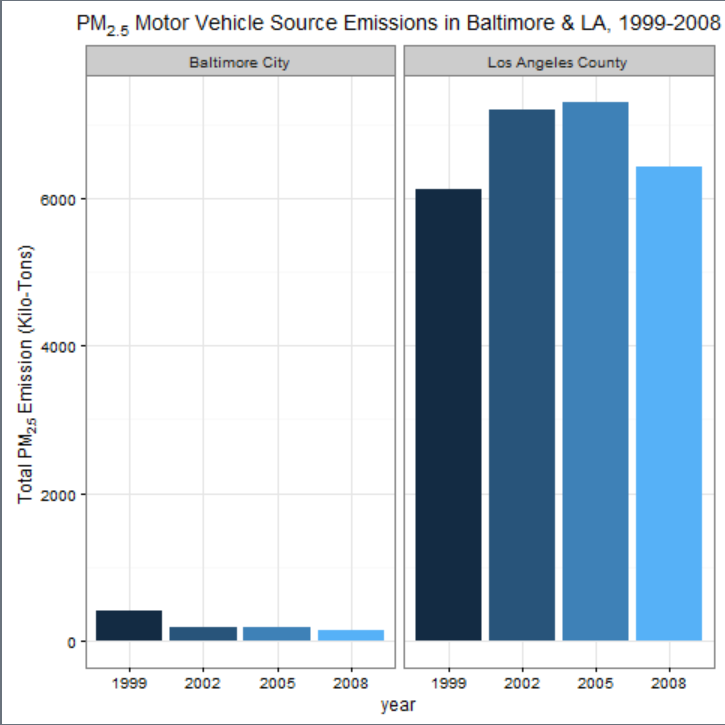 PM2.5 Motor Vehicle Source Emissions in Baltimore & LA, 1999-2008
Baltimore City
Los Angeles County
Total PM2.5 Emission (Kilo-Tons)
6000
4000
2000
0
1999 2002 2005 2008
1999 2002 2005 2008
year